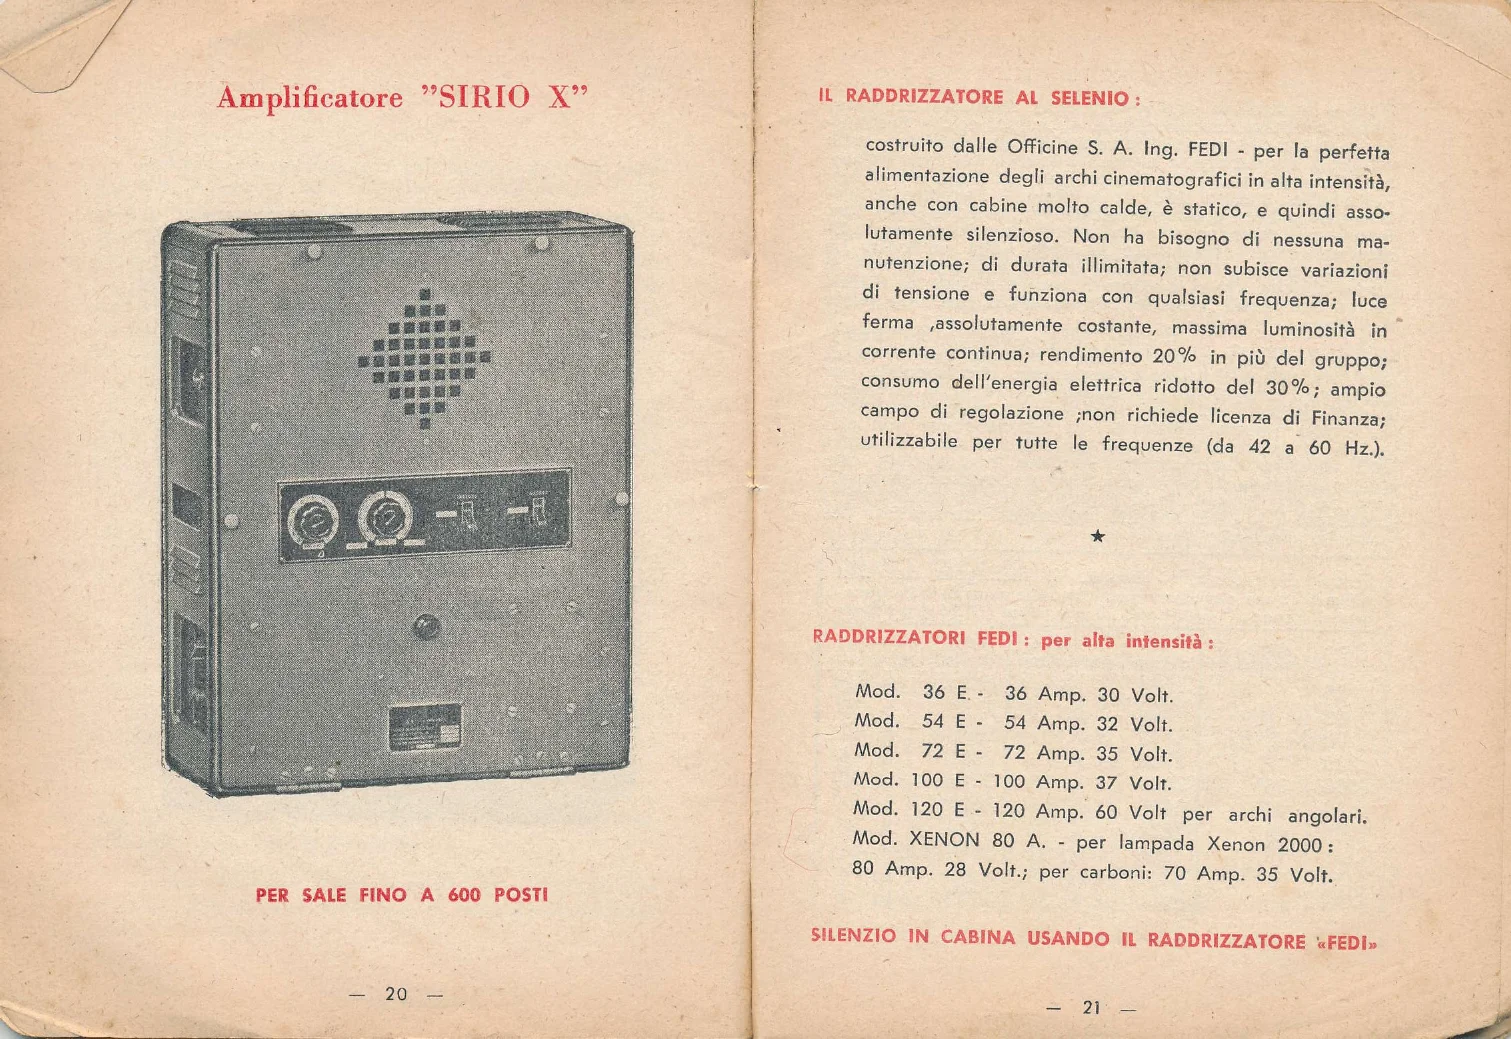 Amplificatore ”SIRIO X”
PER SALE FINO A 600 POSTI
— 20 —
IL RADDRIZZATORE AL SELENIO :
costruito dalle Officine S. A. Ing. FEDI - per la perfetta
alimentazione degli archi cinematografici in alta intensità,
anche con cabine molto calde, è statico, e quindi asso-
lutamente silenzioso. Non ha bisogno di nessuna ma-
nutenzione; di durata illimitata; non subisce variazioni
di tensione e funziona con qualsiasi frequenza; luce
ferma ,assolutamente costante, massima luminosità in
corrente continua; rendimento 20% in più del gruppo;
consumo dell'energia elettrica ridotto del 30%; ampio
campo di regolazione ;non richiede licenza di Finanza;
utilizzabile per tutte le frequenze (da 42 a 60 Hz.).
★
RADDRIZZATORI FEDI : per alta intensità :
Mod. 36 E. - 36 Amp. 30 Volt.
Mod. 54 E - 54 Amp. 32 Volt.
Mod. 72 E - 72 Amp. 35 Volt.
Mod. 100 E - 100 Amp. 37 Volt.
Mod. 120 E - 120 Amp. 60 Volt per archi angolari.
Mod. XENON 80 A. - per lampada Xenon 2000 :
80 Amp. 28 Volt.; per carboni: 70 Amp. 35 Volt.
SILENZIO IN CABINA USANDO IL RADDRIZZATORE «FEDI»
— 21 —